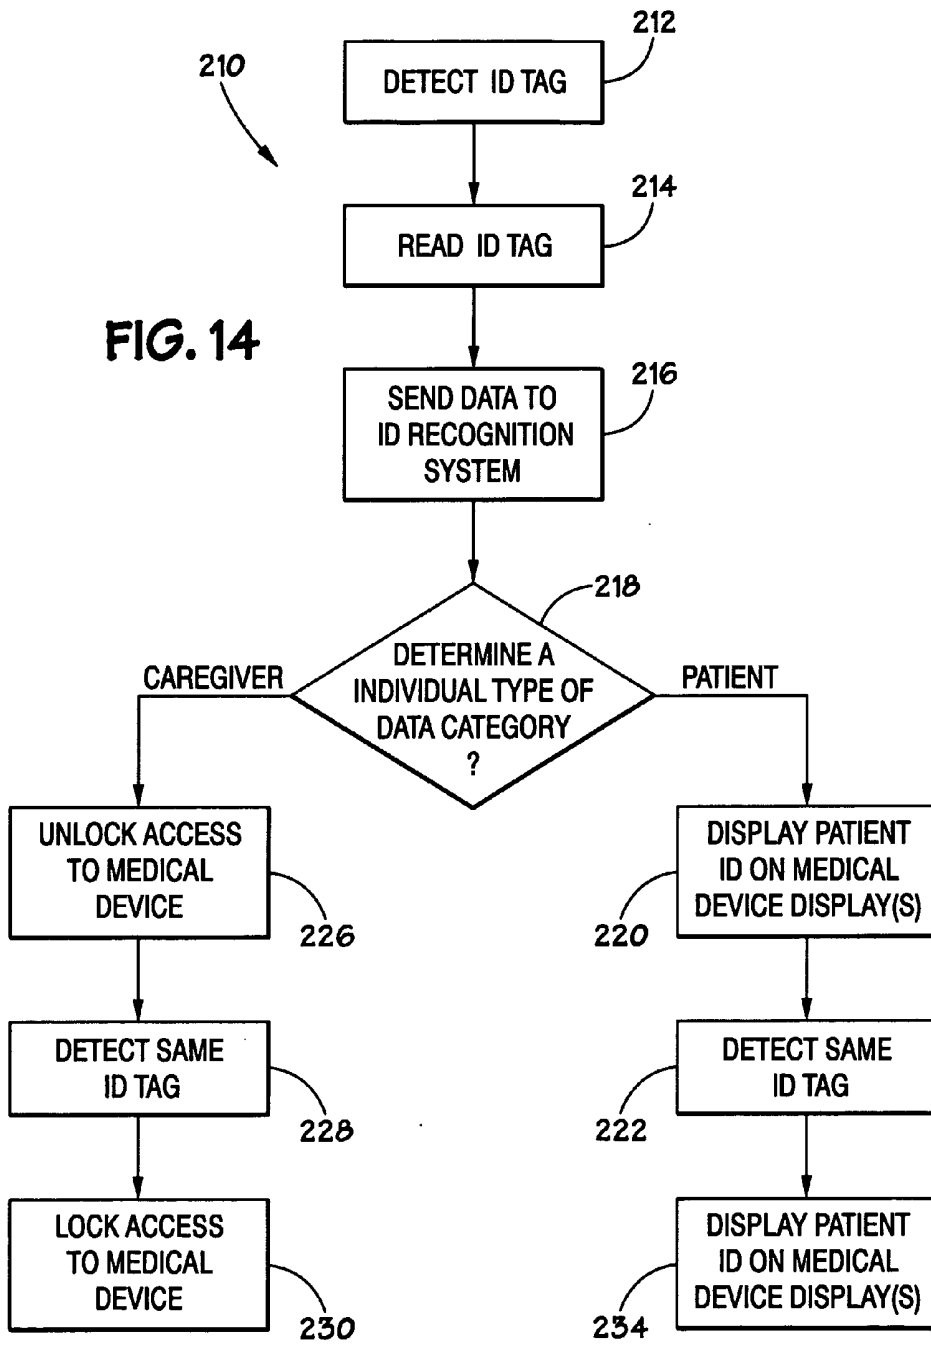 212
210
DETECT ID TAG
214
READ ID TAG
FIG. 14
216
SEND DATA TO
ID RECOGNITION
SYSTEM
218
DETERMINE A
INDIVIDUAL TYPE OF
DATA CATEGORY
?
CAREGIVER
PATIENT
UNLOCK ACCESS
TO MEDICAL
DEVICE
226
DETECT SAME
ID TAG
228
LOCK ACCESS
TO MEDICAL
DEVICE
230
DISPLAY PATIENT
ID ON MEDICAL
DEVICE DISPLAY(S)
220
DETECT SAME
ID TAG
222
DISPLAY PATIENT
ID ON MEDICAL
DEVICE DISPLAY(S)
234